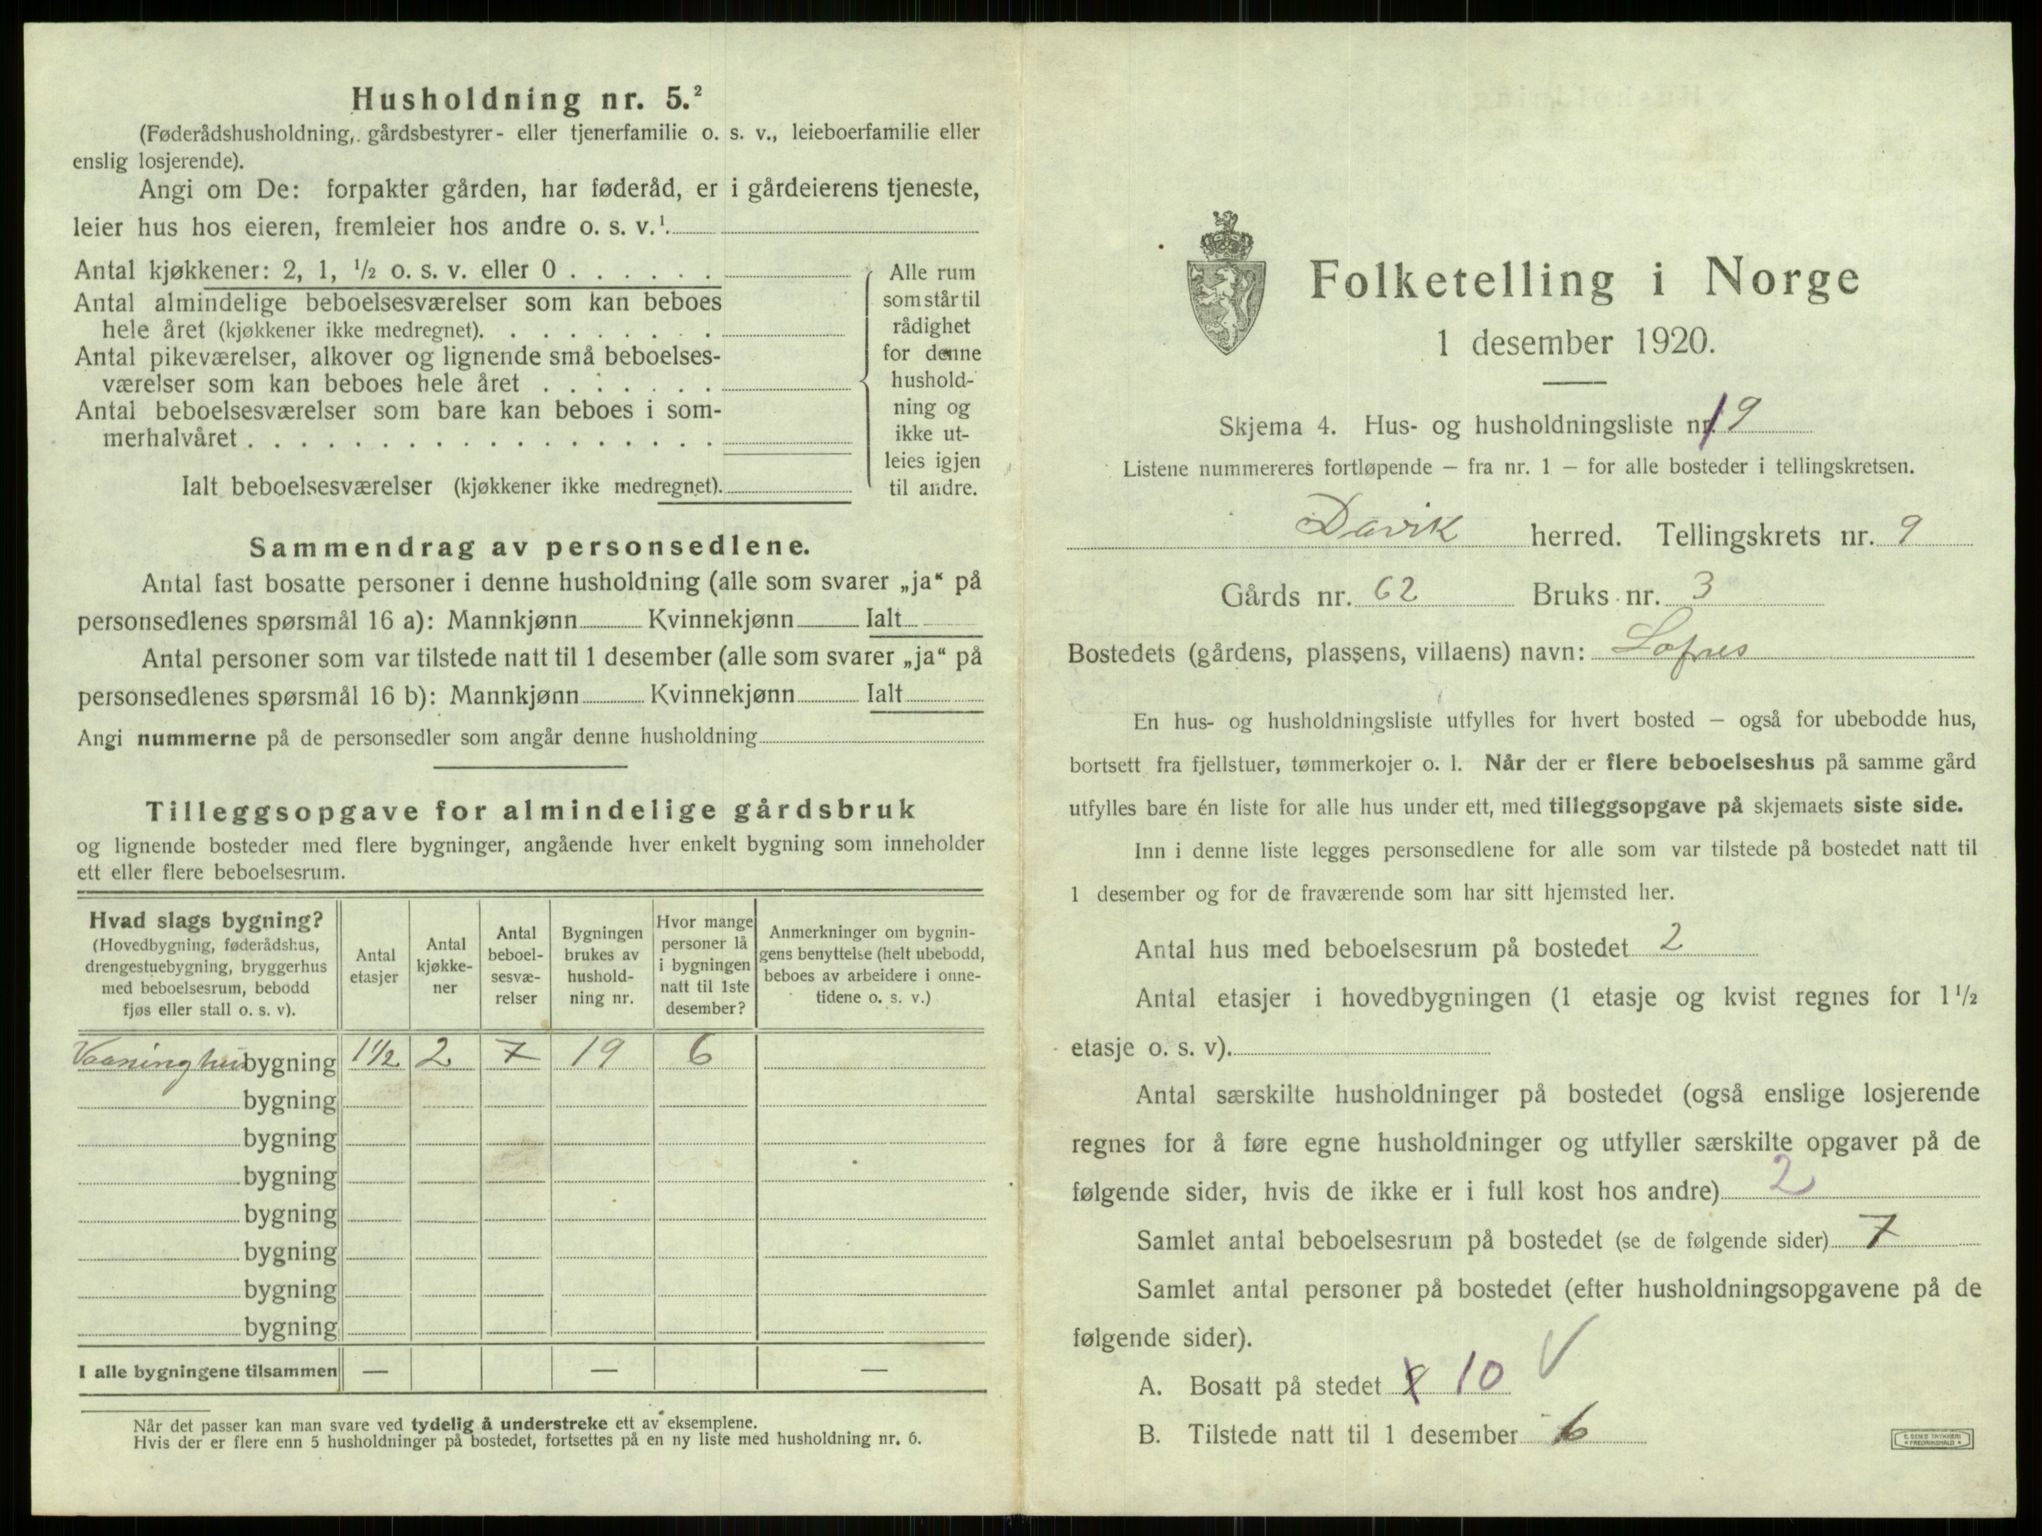 Husholdning nr. 5.²
(Føderådshusholdning, gårdsbestyrer- eller tjenerfamilie o. s. v., leieboerfamilie eller
enslig losjerende).
Angi om De: forpakter gården, har føderåd, er i gårdeierens tjeneste,
leier hus hos eieren, fremleier hos andre o. s. v.¹
Antal kjøkkener: 2, 1, ½ o. s. v. eller 0
Antal almindelige beboelsesværelser som kan beboes
hele året (kjøkkener ikke medregnet).
Antal pikeværelser, alkover og lignende små beboelses-
værelser som kan beboes hele året
Antal beboelsesværelser som bare kan beboes i som-
merhalvåret
Ialt beboelsesværelser (kjøkkener ikke medregnet).
Alle rum
som står til
rådighet
for denne
hushold-
ning og
ikke ut-
leies igjen
til andre.
Sammendrag av personsedlene.
Antal fast bosatte personer i denne husholdning (alle som svarer „ja“ på
personsedlenes spørsmål 16 a): Mannkjønn Kvinnekjønn Ialt
Antal personer som var tilstede natt til 1 desember (alle som svarer „ja“ på
personsedlenes spørsmål 16 b): Mannkjønn Kvinnekjønn Ialt
Angi nummerne på de personsedler som angår denne husholdning
Tilleggsopgave for almindelige gårdsbruk
og lignende bosteder med flere bygninger, angående hver enkelt bygning som inneholder
ett eller flere beboelsesrum.
Hvad slags bygning?
(Hovedbygning, føderådshus,
drengestuebygning, bryggerhus
med beboelsesrum, bebodd
fjøs eller stall o. s. v).
Antal
etasjer
Antal
kjøkke-
ner
Antal
beboel-
sesvæ-
relser
Bygningen
brukes av
hushold-
ning nr.
Hvor mange
personer lå
i bygningen
natt til 1ste
desember?
Anmerkninger om bygnin-
gens benyttelse (helt ubebodd,
beboes av arbeidere i onne-
tidene o. s. v.)
Vaaninghus bygning 1½ 2 7 19 6
bygning
bygning
bygning
bygning
bygning
bygning
bygning
I alle bygningene tilsammen — — —
Når det passer kan man svare ved tydelig å understreke ett av eksemplene.
Hvis der er flere enn 5 husholdninger på bostedet, fortsettes på en ny liste med husholdning nr. 6.
Folketelling i Norge
1 desember 1920.
Skjema 4. Hus- og husholdningsliste nr. 19
Listene nummereres fortløpende – fra nr. 1 – for alle bosteder i tellingskretsen.
Davik herred. Tellingskrets nr. 9
Gårds nr. 62 Bruks nr. 3
Bostedets (gårdens, plassens, villaens) navn: Lofnes
En hus- og husholdningsliste utfylles for hvert bosted – også for ubebodde hus,
bortsett fra fjellstuer, tømmerkojer o. l. Når der er flere beboelseshus på samme gård
utfylles bare én liste for alle hus under ett, med tilleggsopgave på skjemaets siste side.
Inn i denne liste legges personsedlene for alle som var tilstede på bostedet natt til
1 desember og for de fraværende som har sitt hjemsted her.
Antal hus med beboelsesrum på bostedet 2
Antal etasjer i hovedbygningen (1 etasje og kvist regnes for 1½
etasje o. s. v).
Antal særskilte husholdninger på bostedet (også enslige losjerende
regnes for å føre egne husholdninger og utfyller særskilte opgaver på de
følgende sider, hvis de ikke er i full kost hos andre) 2
Samlet antal beboelsesrum på bostedet (se de følgende sider) 7
Samlet antal personer på bostedet (efter husholdningsopgavene på de
følgende sider).
A. Bosatt på stedet 10
B. Tilstede natt til 1 desember 6